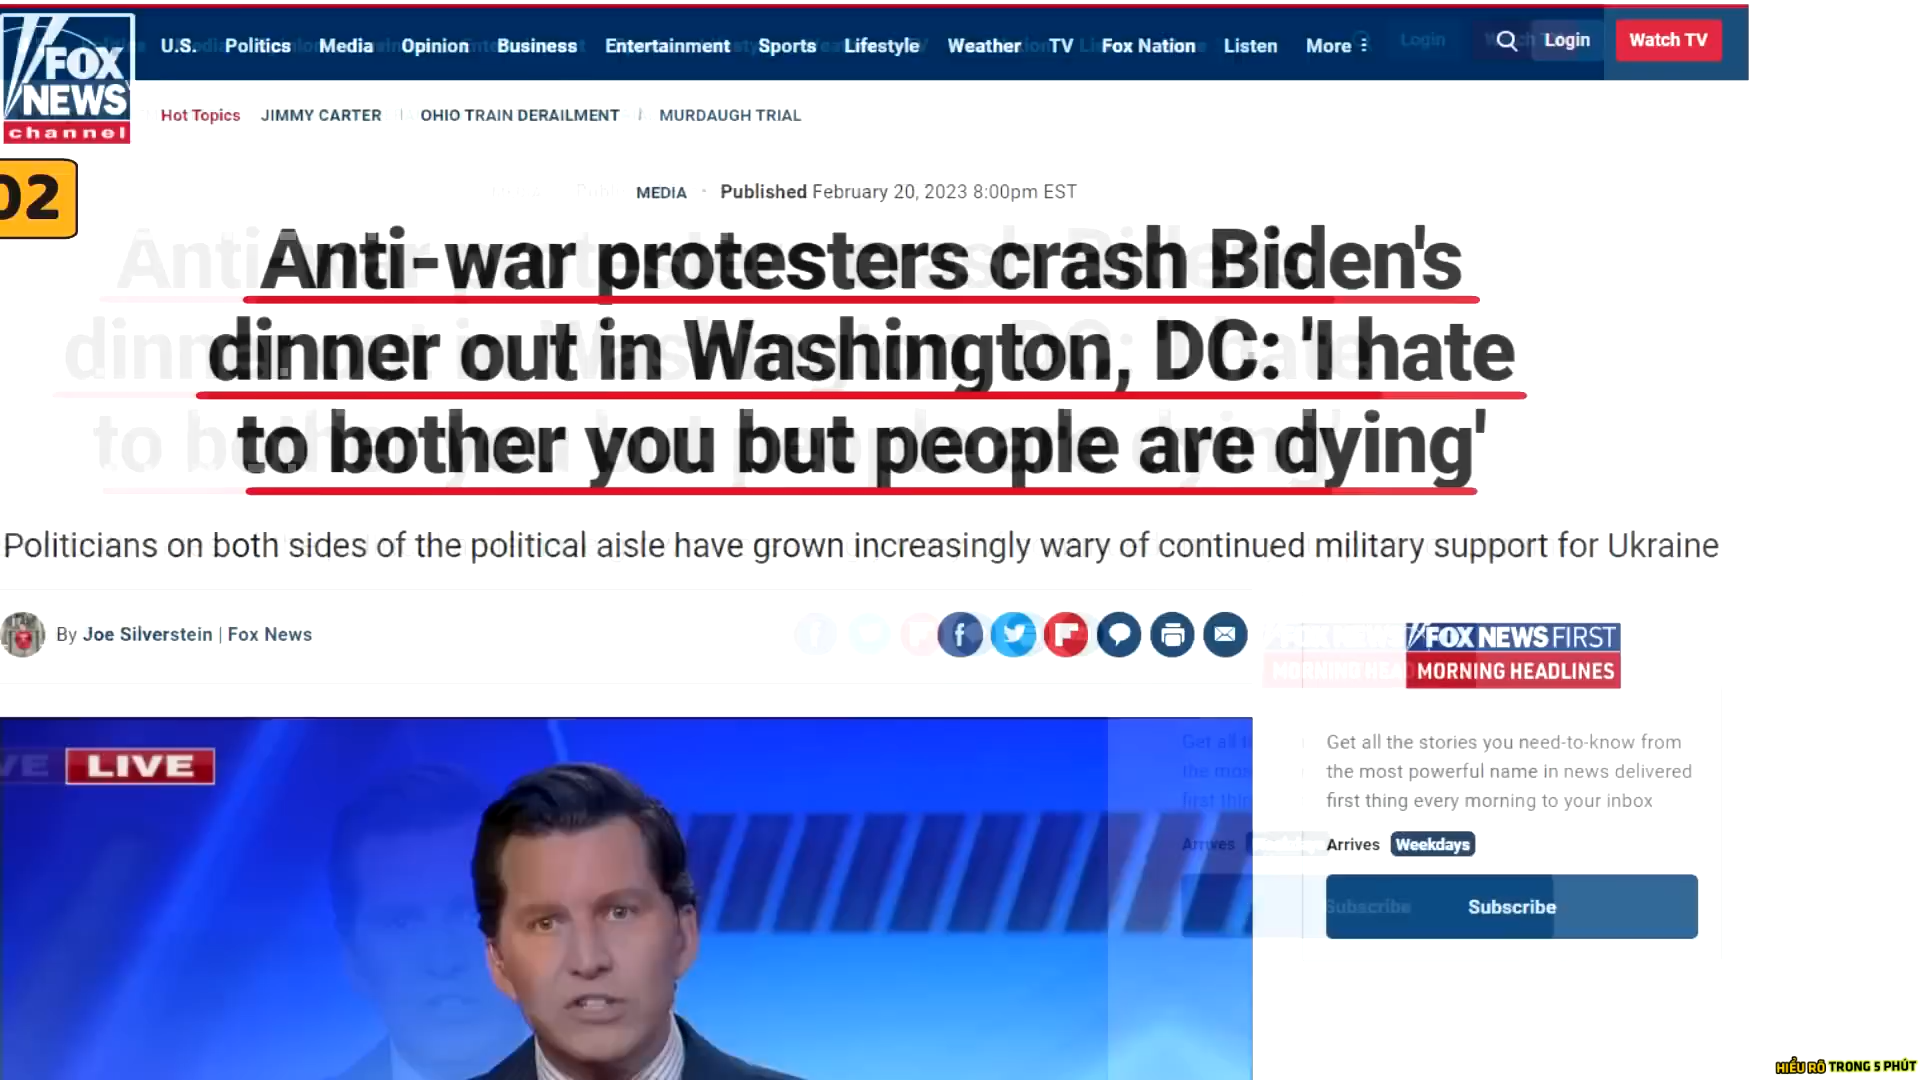 FOX
NEWS
channel
U.S. Politics Media Opinion Business Entertainment Sports Lifestyle Weather TV Fox Nation Listen More Login Watch TV
Hot Topics JIMMY CARTER OHIO TRAIN DERAILMENT MURDAUGH TRIAL
02
MEDIA · Published February 20, 2023 8:00pm EST
Anti-war protesters crash Biden's
dinner out in Washington, DC: 'I hate
to bother you but people are dying'
Politicians on both sides of the political aisle have grown increasingly wary of continued military support for Ukraine
By Joe Silverstein | Fox News
FOX NEWS FIRST
MORNING HEADLINES
LIVE
Get all the stories you need-to-know from
the most powerful name in news delivered
first thing every morning to your inbox
Arrives Weekdays
Subscribe
HIỂU RÕ TRONG 5 PHÚT